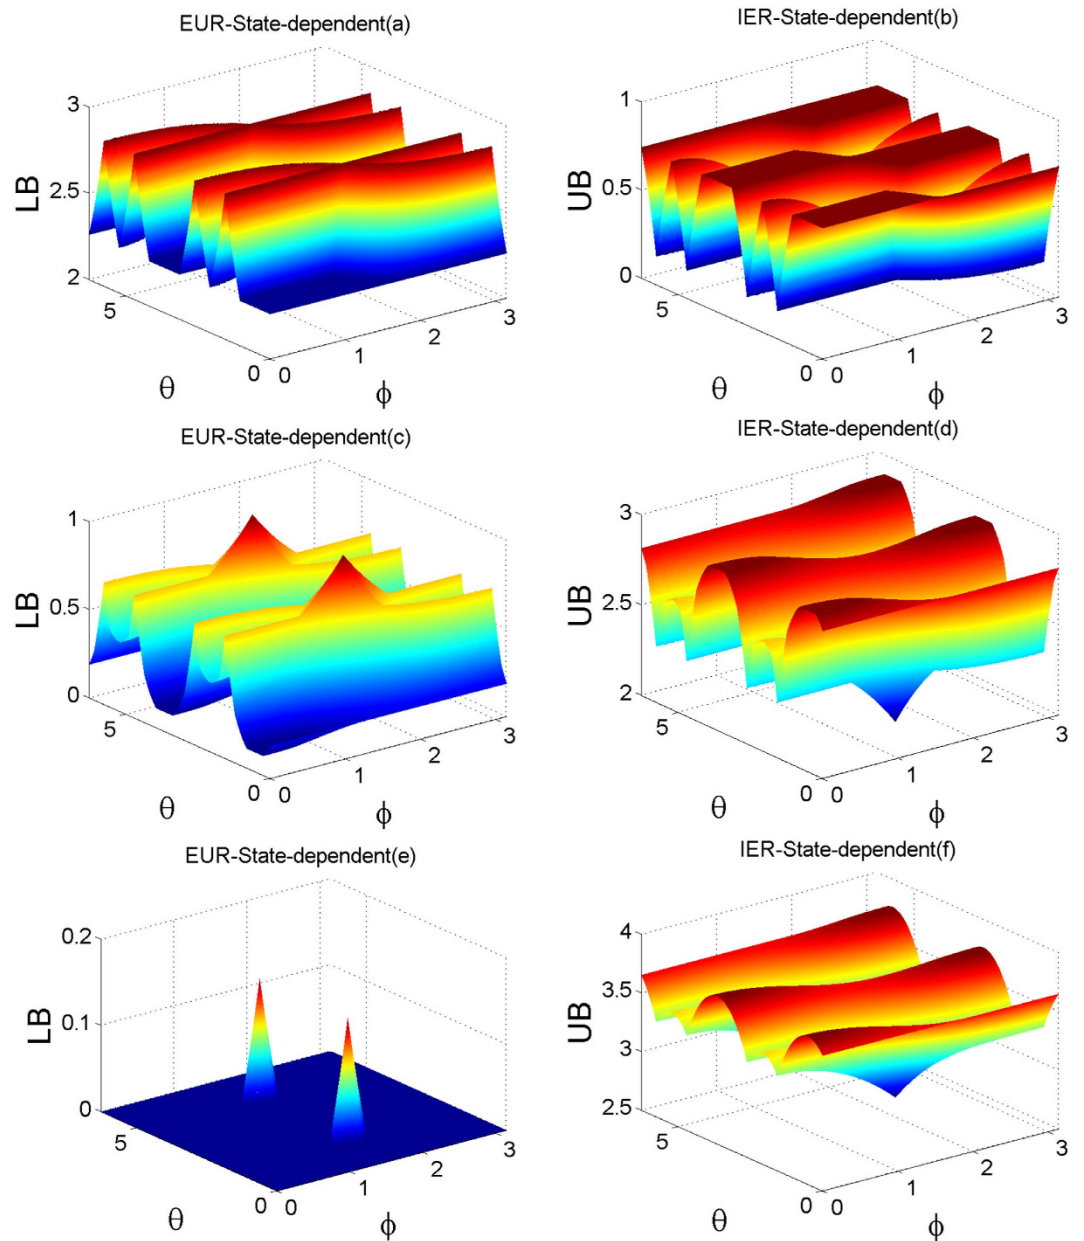 EUR-State-dependent(a)
LB
3
2.5
2
5
0
θ
0
1
2
3
ϕ
IER-State-dependent(b)
UB
1
0.5
0
5
0
θ
0
1
2
3
ϕ
EUR-State-dependent(c)
LB
1
0.5
0
5
0
θ
0
1
2
3
ϕ
IER-State-dependent(d)
UB
3
2.5
2
5
0
θ
0
1
2
3
ϕ
EUR-State-dependent(e)
LB
0.2
0.1
0
5
0
θ
0
1
2
3
ϕ
IER-State-dependent(f)
UB
4
3.5
3
2.5
5
0
θ
0
1
2
3
ϕ